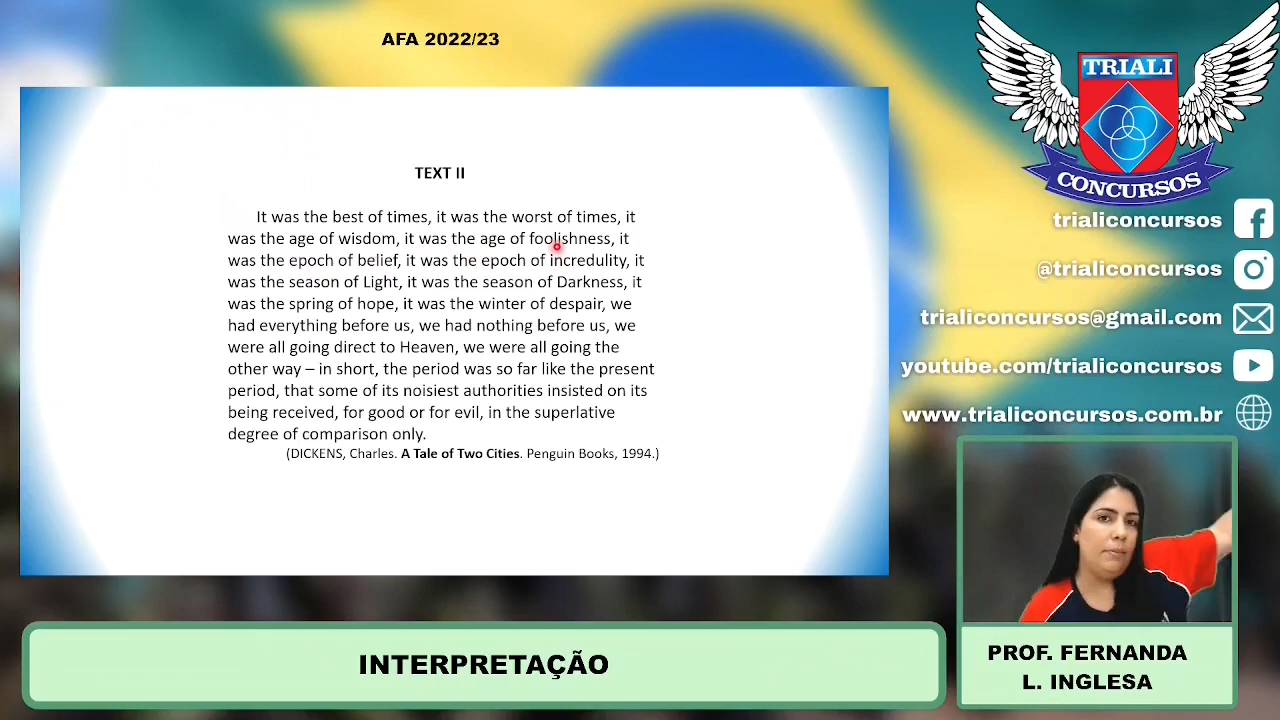 AFA 2022/23
TEXT II
It was the best of times, it was the worst of times, it
was the age of wisdom, it was the age of foolishness, it
was the epoch of belief, it was the epoch of incredulity, it
was the season of Light, it was the season of Darkness, it
was the spring of hope, it was the winter of despair, we
had everything before us, we had nothing before us, we
were all going direct to Heaven, we were all going the
other way – in short, the period was so far like the present
period, that some of its noisiest authorities insisted on its
being received, for good or for evil, in the superlative
degree of comparison only.
(DICKENS, Charles. A Tale of Two Cities. Penguin Books, 1994.)
INTERPRETAÇÃO
TRIALI
CONCURSOS
trialiconcursos
@trialiconcursos
trialiconcursos@gmail.com
youtube.com/trialiconcursos
www.trialiconcursos.com.br
PROF. FERNANDA
L. INGLESA